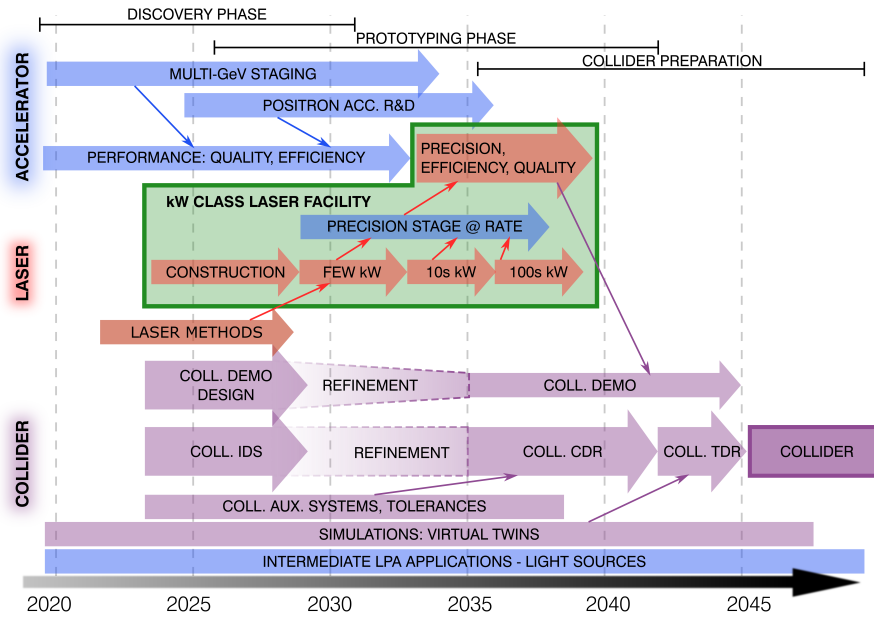 DISCOVERY PHASE
PROTOTYPING PHASE
COLLIDER PREPARATION
ACCELERATOR
MULTI-GeV STAGING
POSITRON ACC. R&D
PERFORMANCE: QUALITY, EFFICIENCY
PRECISION,
EFFICIENCY, QUALITY
kW CLASS LASER FACILITY
PRECISION STAGE @ RATE
LASER
CONSTRUCTION
FEW kW
10s kW
100s kW
LASER METHODS
COLLIDER
COLL. DEMO
DESIGN
REFINEMENT
COLL. DEMO
COLL. IDS
REFINEMENT
COLL. CDR
COLL. TDR
COLLIDER
COLL. AUX. SYSTEMS, TOLERANCES
SIMULATIONS: VIRTUAL TWINS
INTERMEDIATE LPA APPLICATIONS - LIGHT SOURCES
2020
2025
2030
2035
2040
2045